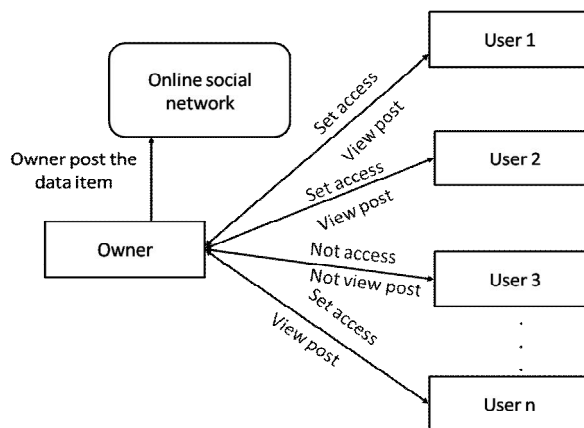 User 1
Online social
network
Set access
View post
Owner post the
data item
User 2
Set access
View post
Owner
Not access
Not view post
User 3
Set access
View post
User n